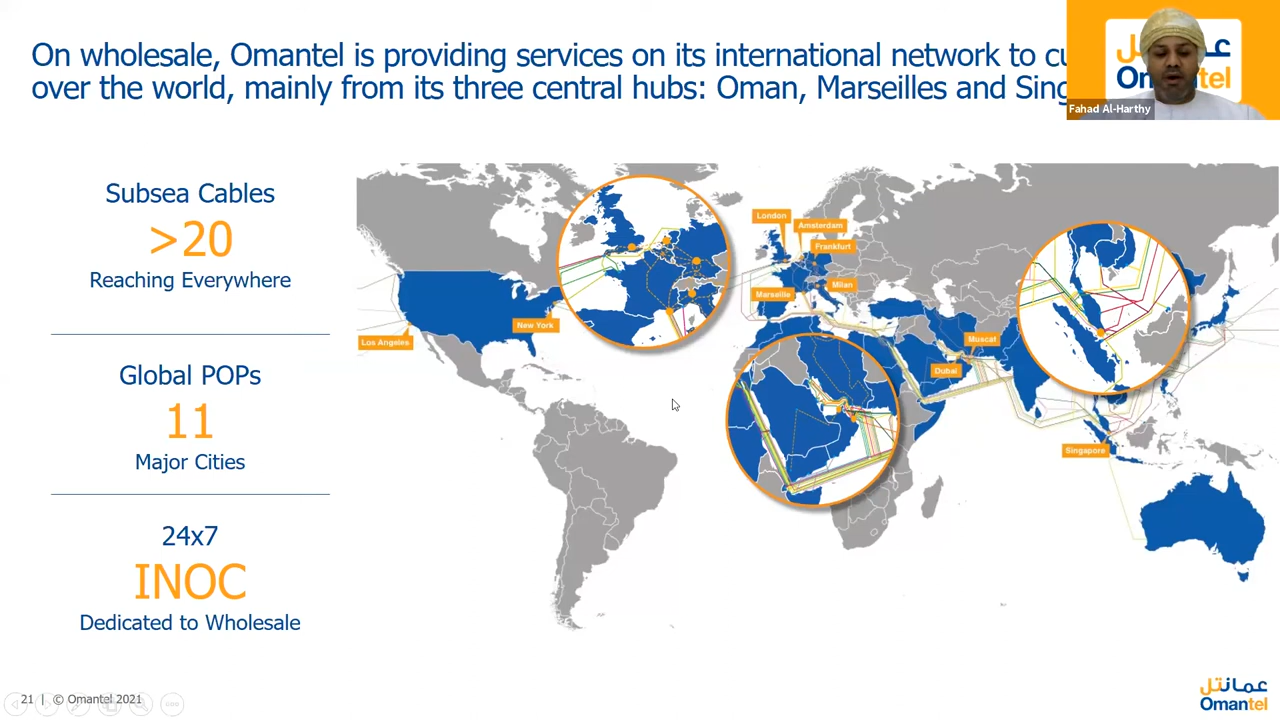 On wholesale, Omantel is providing services on its international network to cu
over the world, mainly from its three central hubs: Oman, Marseilles and Sing
عمانتل
Omantel
Fahad Al-Harthy
Subsea Cables
>20
Reaching Everywhere
Global POPs
11
Major Cities
24x7
INOC
Dedicated to Wholesale
London
Amsterdam
Frankfurt
Milan
Marseille
New York
Los Angeles
Muscat
Dubai
Singapore
21 | © Omantel 2021
عمانتل
Omantel